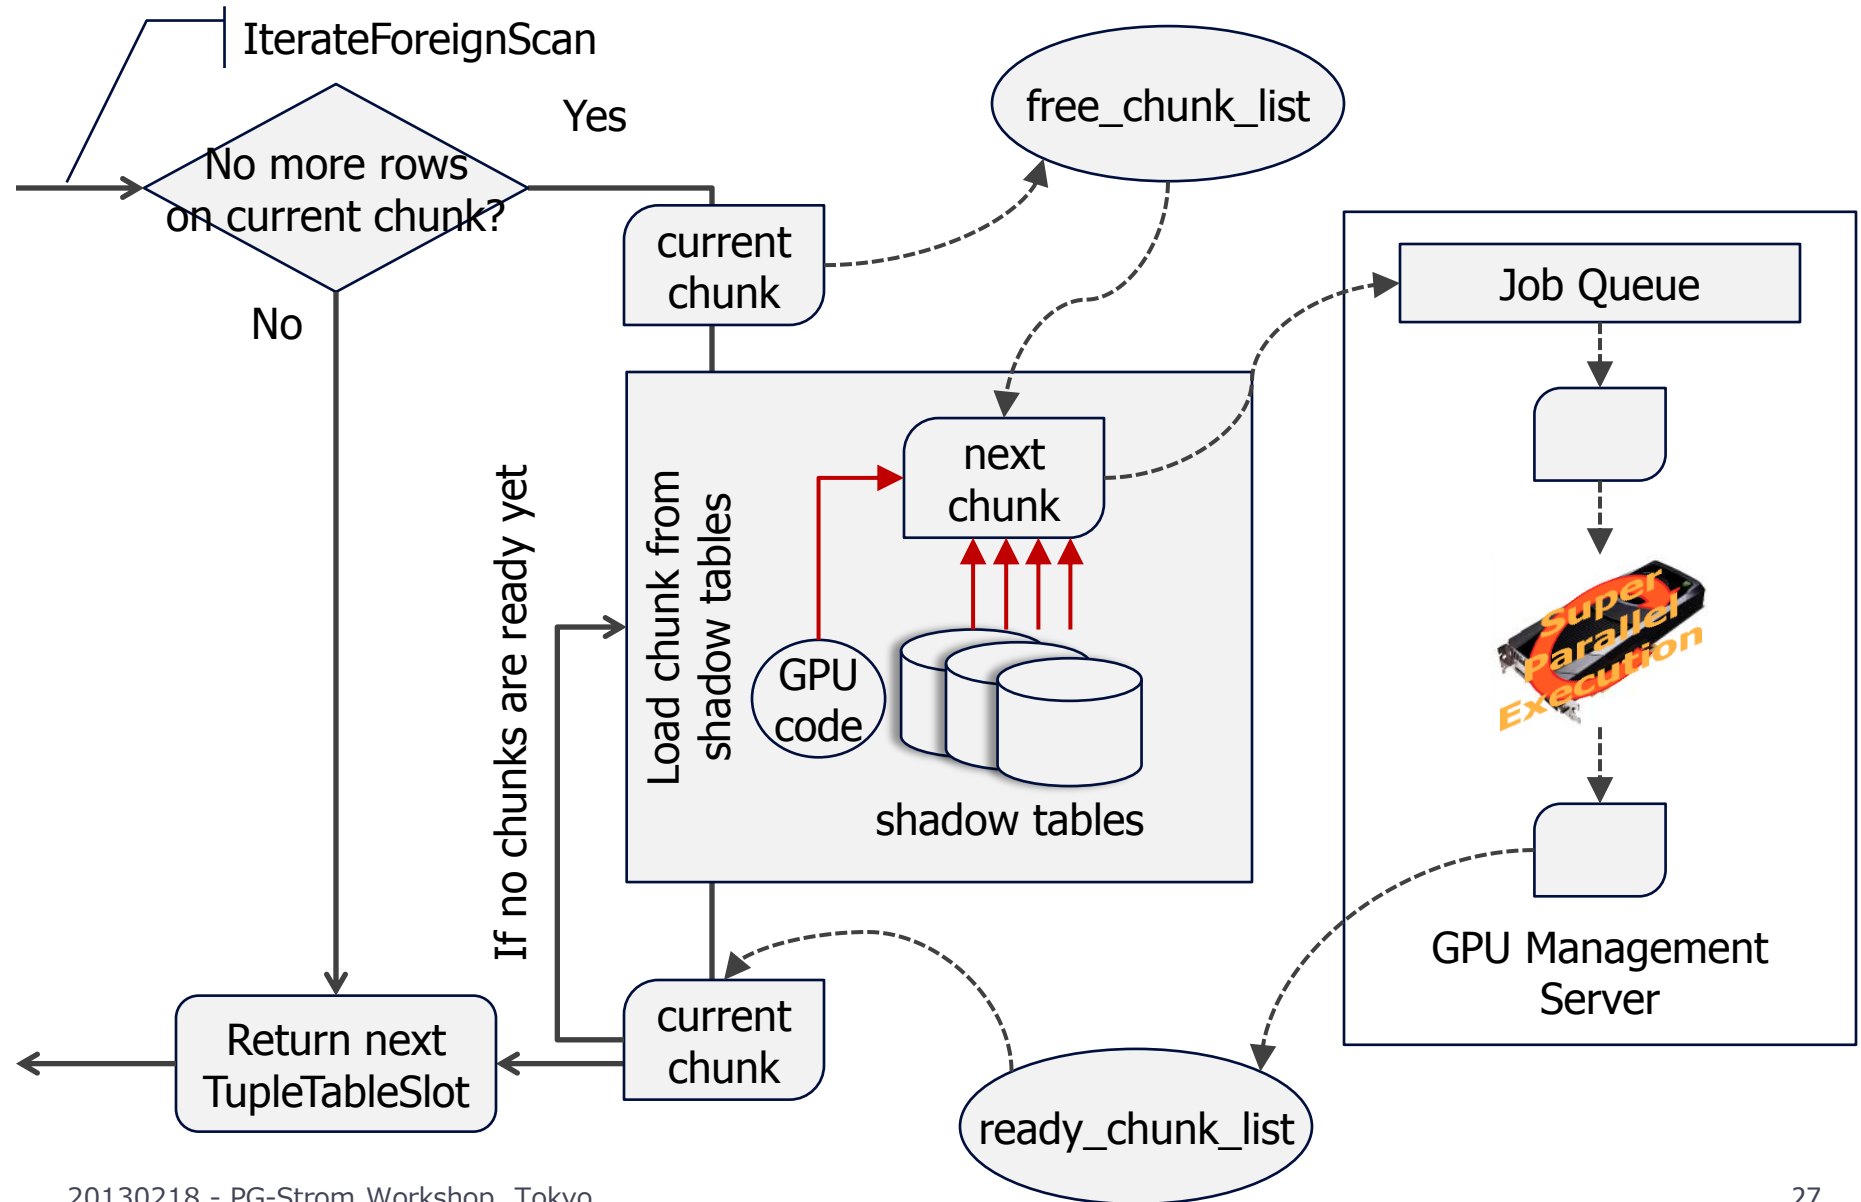 IterateForeignScan
Yes
free_chunk_list
No more rows
on current chunk?
current
chunk
Job Queue
No
next
chunk
If no chunks are ready yet
Load chunk from
shadow tables
GPU
code
shadow tables
Super
Parallel
Execution
GPU Management
Server
current
chunk
Return next
TupleTableSlot
ready_chunk_list
20130218 - PG-Strom Workshop, Tokyo
27